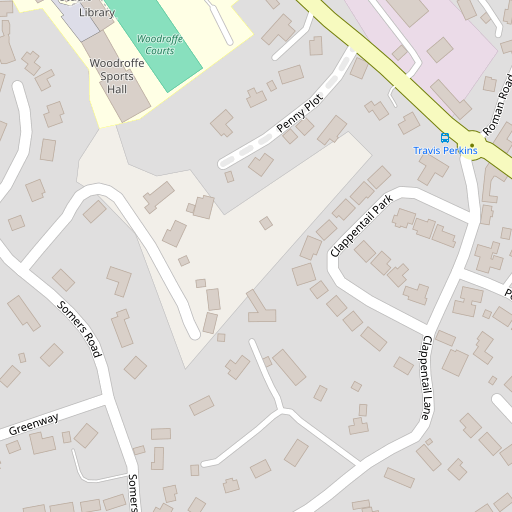 Library
Woodroffe
Courts
Woodroffe
Sports
Hall
Penny Plot
Roman Road
Travis Perkins
Clappentail Park
Somers Road
Clappentail Lane
Greenway
Somers